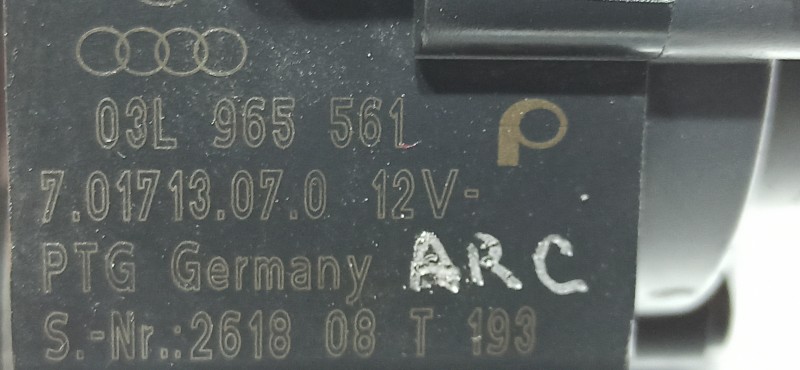 03L 965 561
7.01713.07.0 12V-
PTG Germany ARC
S.-Nr.:2618 08 T 193